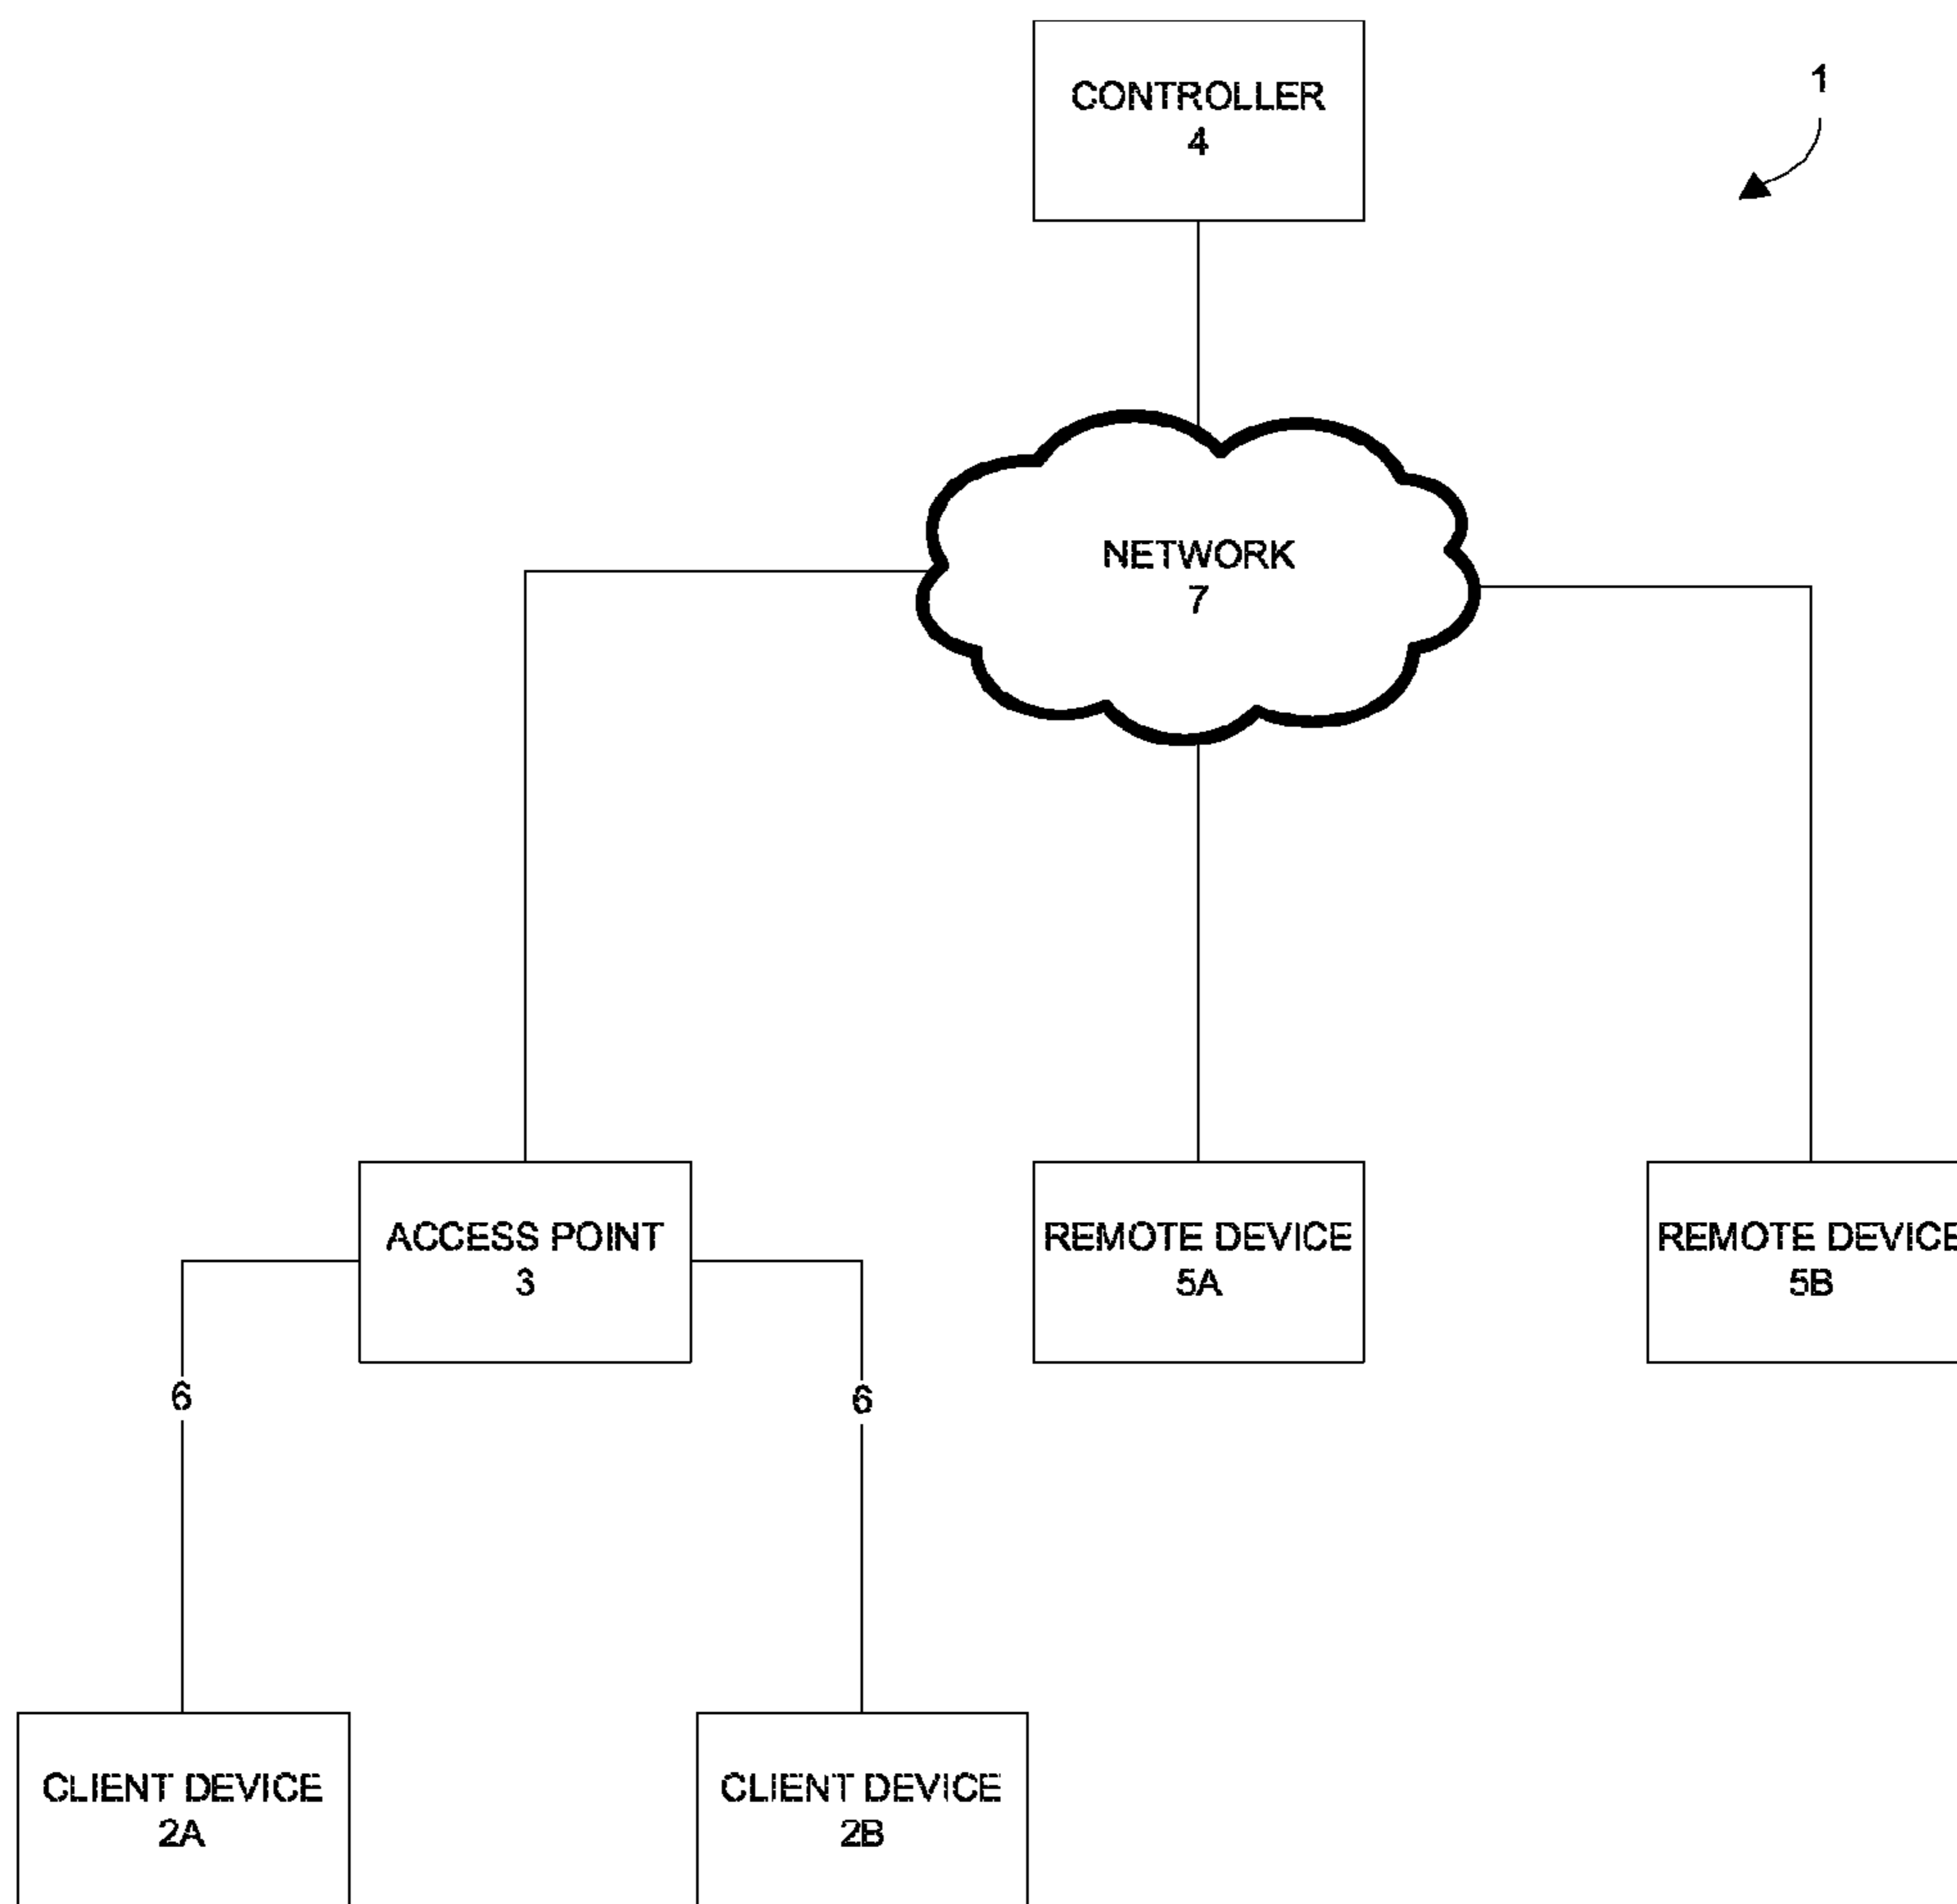 CONTROLLER
4
1
NETWORK
7
ACCESS POINT
3
REMOTE DEVICE
5A
REMOTE DEVICE
5B
6
6
CLIENT DEVICE
2A
CLIENT DEVICE
2B